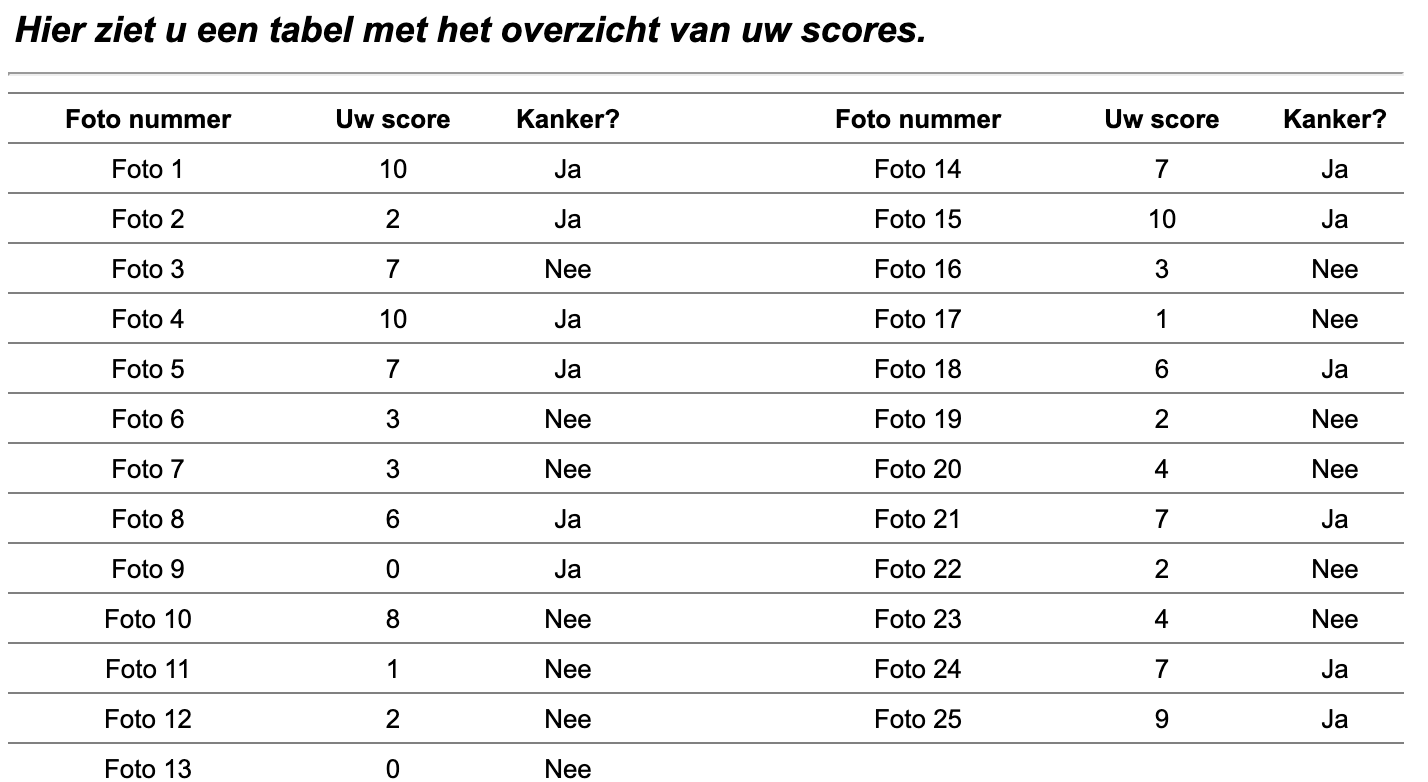 Hier ziet u een tabel met het overzicht van uw scores.
Foto nummer Uw score Kanker? Foto nummer Uw score Kanker?
Foto 1 10 Ja Foto 14 7 Ja
Foto 2 2 Ja Foto 15 10 Ja
Foto 3 7 Nee Foto 16 3 Nee
Foto 4 10 Ja Foto 17 1 Nee
Foto 5 7 Ja Foto 18 6 Ja
Foto 6 3 Nee Foto 19 2 Nee
Foto 7 3 Nee Foto 20 4 Nee
Foto 8 6 Ja Foto 21 7 Ja
Foto 9 0 Ja Foto 22 2 Nee
Foto 10 8 Nee Foto 23 4 Nee
Foto 11 1 Nee Foto 24 7 Ja
Foto 12 2 Nee Foto 25 9 Ja
Foto 13 0 Nee